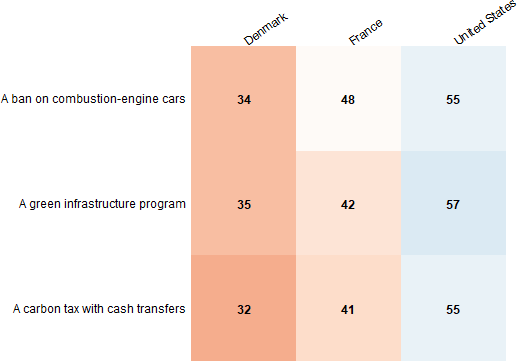 Denmark France United States
A ban on combustion-engine cars 34 48 55
A green infrastructure program 35 42 57
A carbon tax with cash transfers 32 41 55